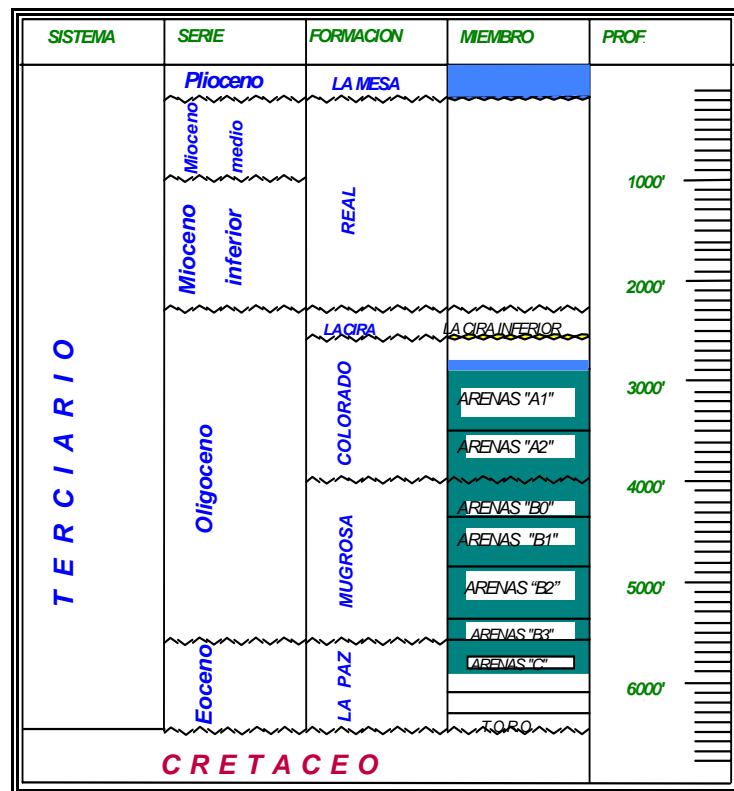 SISTEMA SERIE FORMACION MIEMBRO PROF.
Plioceno LA MESA
Mioceno medio
1000'
Mioceno inferior
REAL
2000'
LA CIRA LA CIRA INFERIOR
TERCIARIO
Oligoceno
COLORADO
3000'
ARENAS "A1"
ARENAS "A2"
4000'
MUGROSA
ARENAS "B0"
ARENAS "B1"
ARENAS “B2”
5000'
ARENAS "B3"
Eoceno
LA PAZ
ARENAS "C"
6000'
TORO
CRETACEO